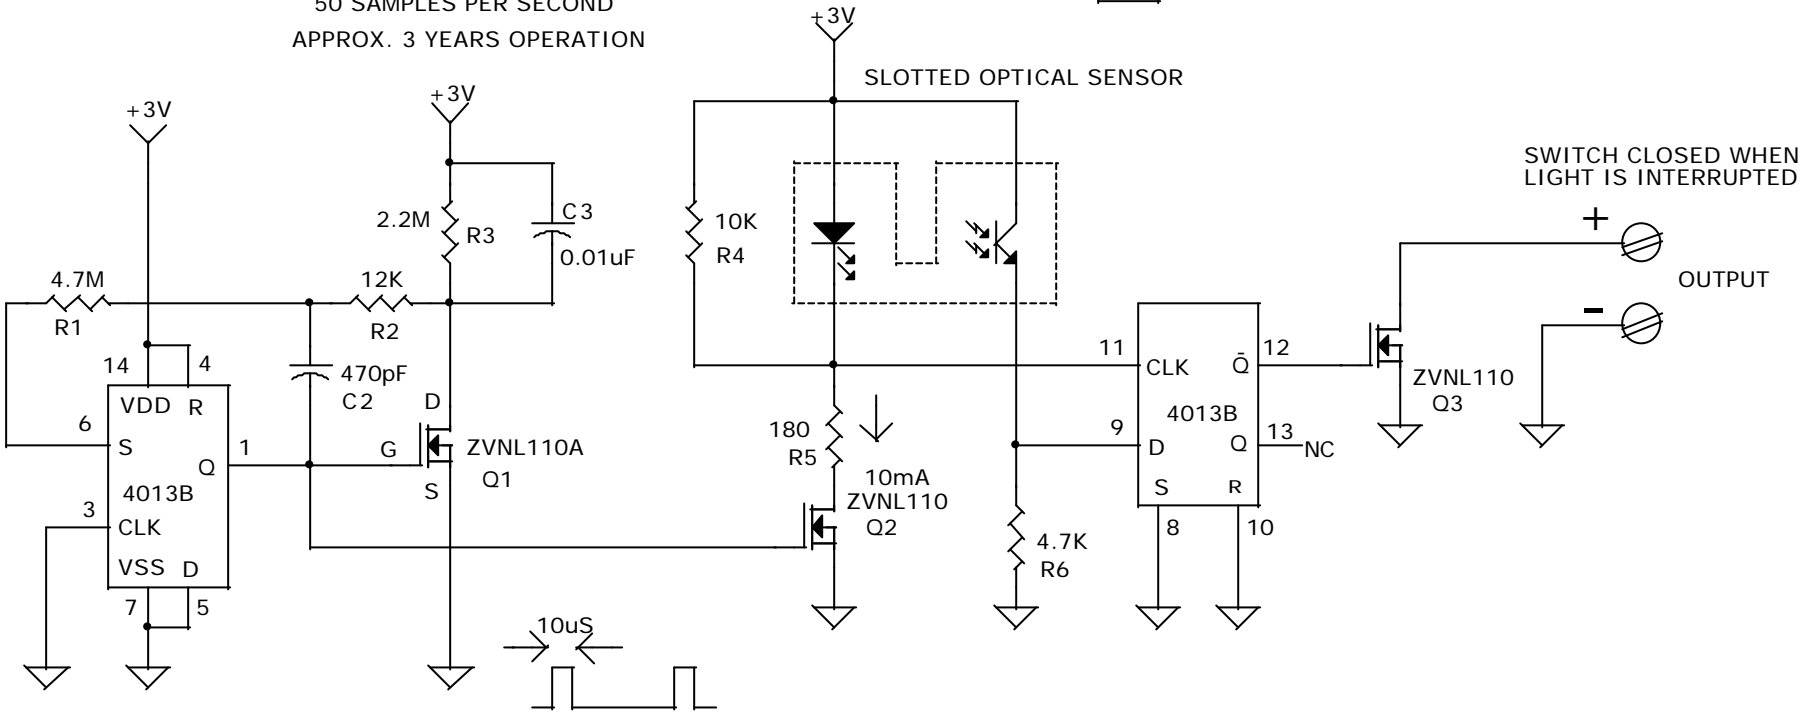 50 SAMPLES PER SECOND
APPROX. 3 YEARS OPERATION
+3V
+3V
+3V
SLOTTED OPTICAL SENSOR
SWITCH CLOSED WHEN
LIGHT IS INTERRUPTED
+
OUTPUT
-
2.2M
R3
C3
0.01uF
10K
R4
4.7M
R1
12K
R2
14
4
470pF
C2
VDD R
D
6
S
1
Q
G
ZVNL110A
Q1
S
4013B
3
CLK
VSS D
7
5
180
R5
10mA
ZVNL110
Q2
11
CLK
Q̄
12
4013B
9
D
Q
13
NC
S
R
8
10
ZVNL110
Q3
4.7K
R6
10uS